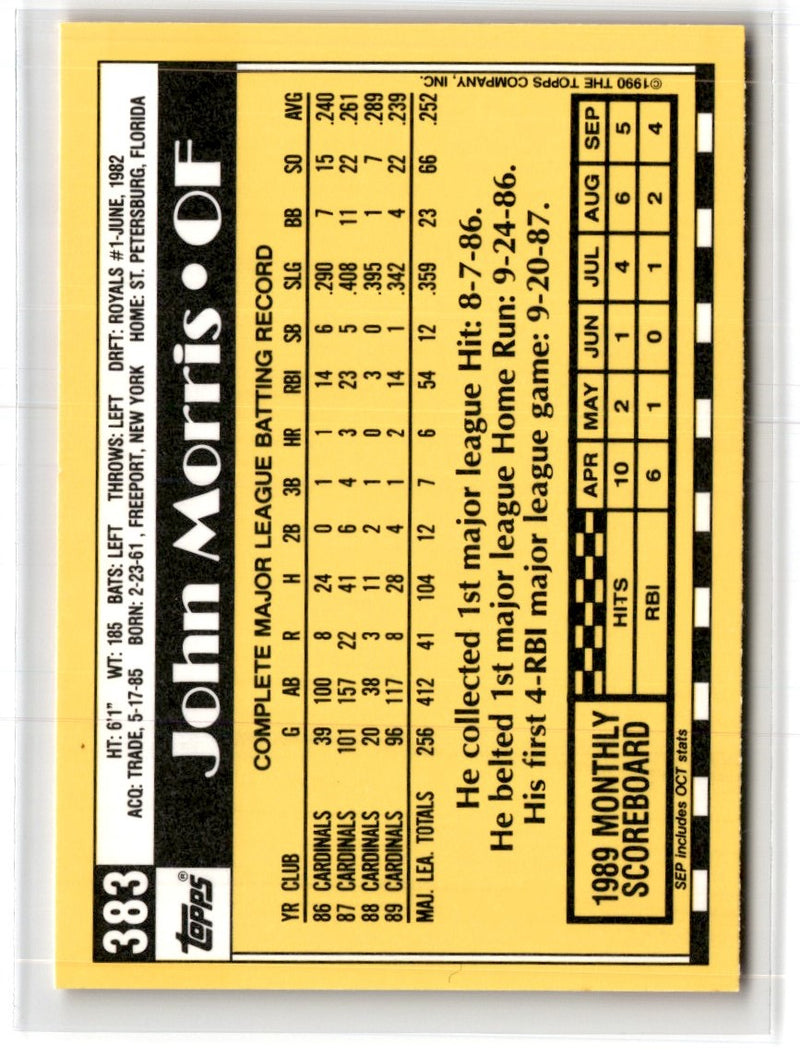 383
HT: 6'1" WT: 185 BATS: LEFT THROWS: LEFT DRFT: ROYALS #1-JUNE, 1982
ACQ: TRADE, 5-17-85 BORN: 2-23-61, FREEPORT, NEW YORK HOME: ST. PETERSBURG, FLORIDA
TOPPS®
John Morris • OF
COMPLETE MAJOR LEAGUE BATTING RECORD
YR CLUB G AB R H 2B 3B HR RBI SB SLG BB SO AVG
86 CARDINALS 39 100 8 24 0 1 1 14 6 .290 7 15 .240
87 CARDINALS 101 157 22 41 6 4 3 23 5 .408 11 22 .261
88 CARDINALS 20 38 3 11 2 1 0 3 0 .395 1 7 .289
89 CARDINALS 96 117 8 28 4 1 2 14 1 .342 4 22 .239
MAJ. LEA. TOTALS 256 412 41 104 12 7 6 54 12 .359 23 66 .252
He collected 1st major league Hit: 8-7-86.
He belted 1st major league Home Run: 9-24-86.
His first 4-RBI major league game: 9-20-87.
1989 MONTHLY
SCOREBOARD
APR MAY JUN JUL AUG SEP
HITS 10 2 1 4 6 5
RBI 6 1 0 1 2 4
SEP includes OCT stats
©1990 THE TOPPS COMPANY, INC.